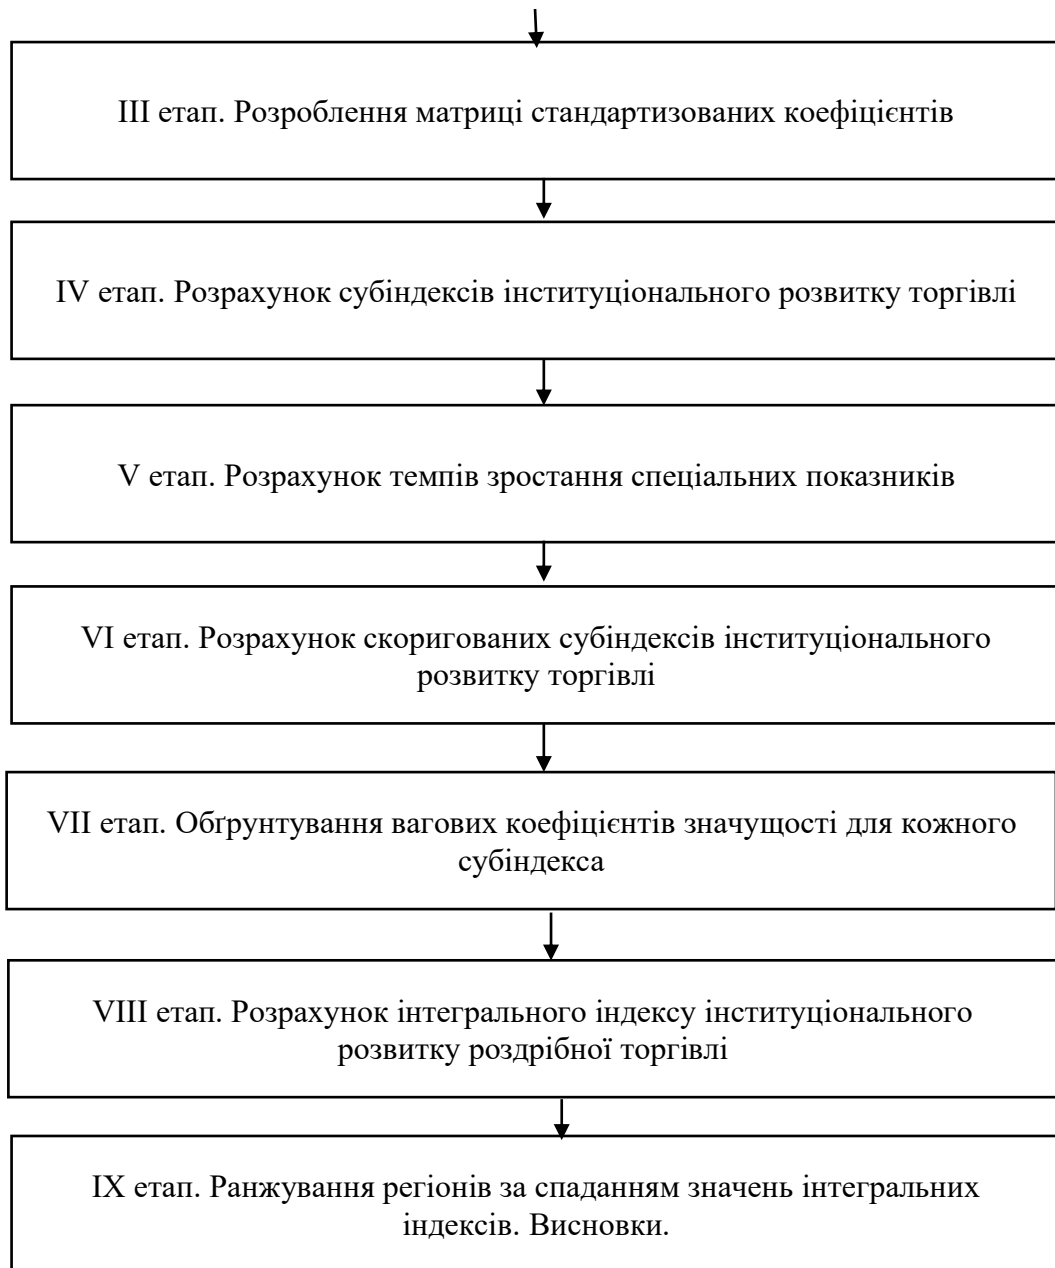 III етап. Розроблення матриці стандартизованих коефіцієнтів
IV етап. Розрахунок субіндексів інституціонального розвитку торгівлі
V етап. Розрахунок темпів зростання спеціальних показників
VI етап. Розрахунок скоригованих субіндексів інституціонального
розвитку торгівлі
VII етап. Обґрунтування вагових коефіцієнтів значущості для кожного
субіндекса
VIII етап. Розрахунок інтегрального індексу інституціонального
розвитку роздрібної торгівлі
IX етап. Ранжування регіонів за спаданням значень інтегральних
індексів. Висновки.